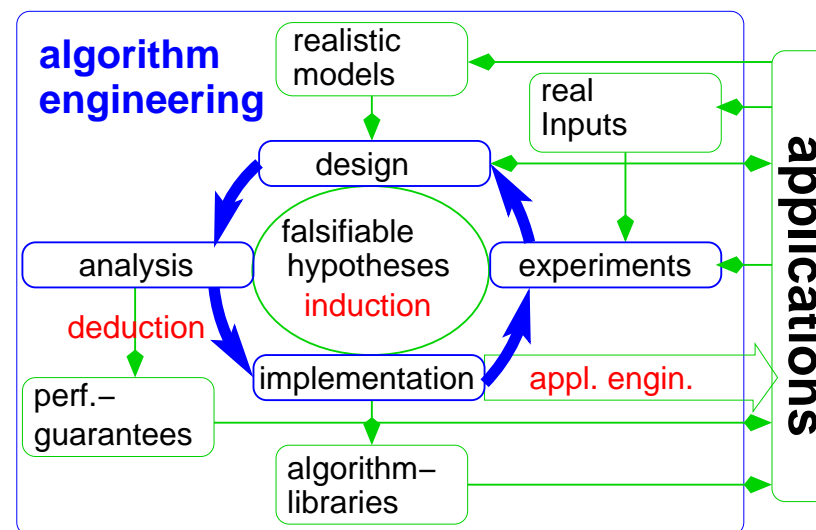 algorithm
engineering
realistic
models
real
Inputs
design
falsifiable
hypotheses
induction
analysis
experiments
deduction
implementation
appl. engin.
perf.−
guarantees
algorithm−
libraries
applications